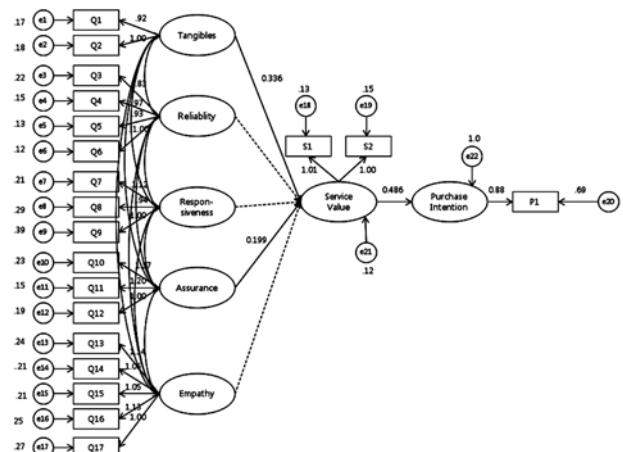 .17 e1 Q1 .92 Tangibles
.18 e2 Q2 1.00
.22 e3 Q3 .81
.15 e4 Q4 .97 Reliablity
.13 e5 Q5 .93
.12 e6 Q6 1.00
.21 e7 Q7
.29 e8 Q8 .94 Respon-
siveness
.39 e9 Q9 1.00
.23 e10 Q10
.15 e11 Q11 1.20 Assurance
.19 e12 Q12 1.00
.24 e13 Q13
.21 e14 Q14
.21 e15 Q15 1.05 Empathy
25 e16 Q16 1.13
.27 e17 Q17 1.00
0.336
0.199
.13 .15
e18 e19
S1 S2
1.01 1.00
Service
Value
e21
.12
0.486
1.0
e22
Purchase
Intention
0.88 P1 .69 e20